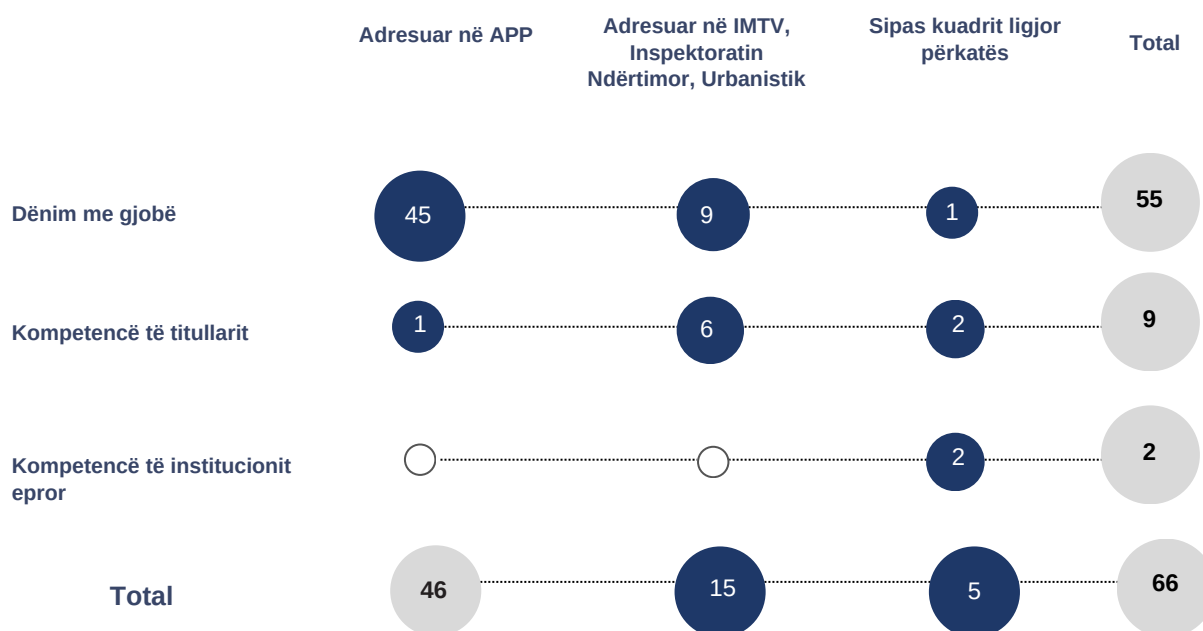 Adresuar në APP
Adresuar në IMTV,
Inspektoratin
Ndërtimor, Urbanistik
Sipas kuadrit ligjor
përkatës
Total
Dënim me gjobë
45
9
1
55
Kompetencë të titullarit
1
6
2
9
Kompetencë të institucionit
epror
2
2
Total
46
15
5
66